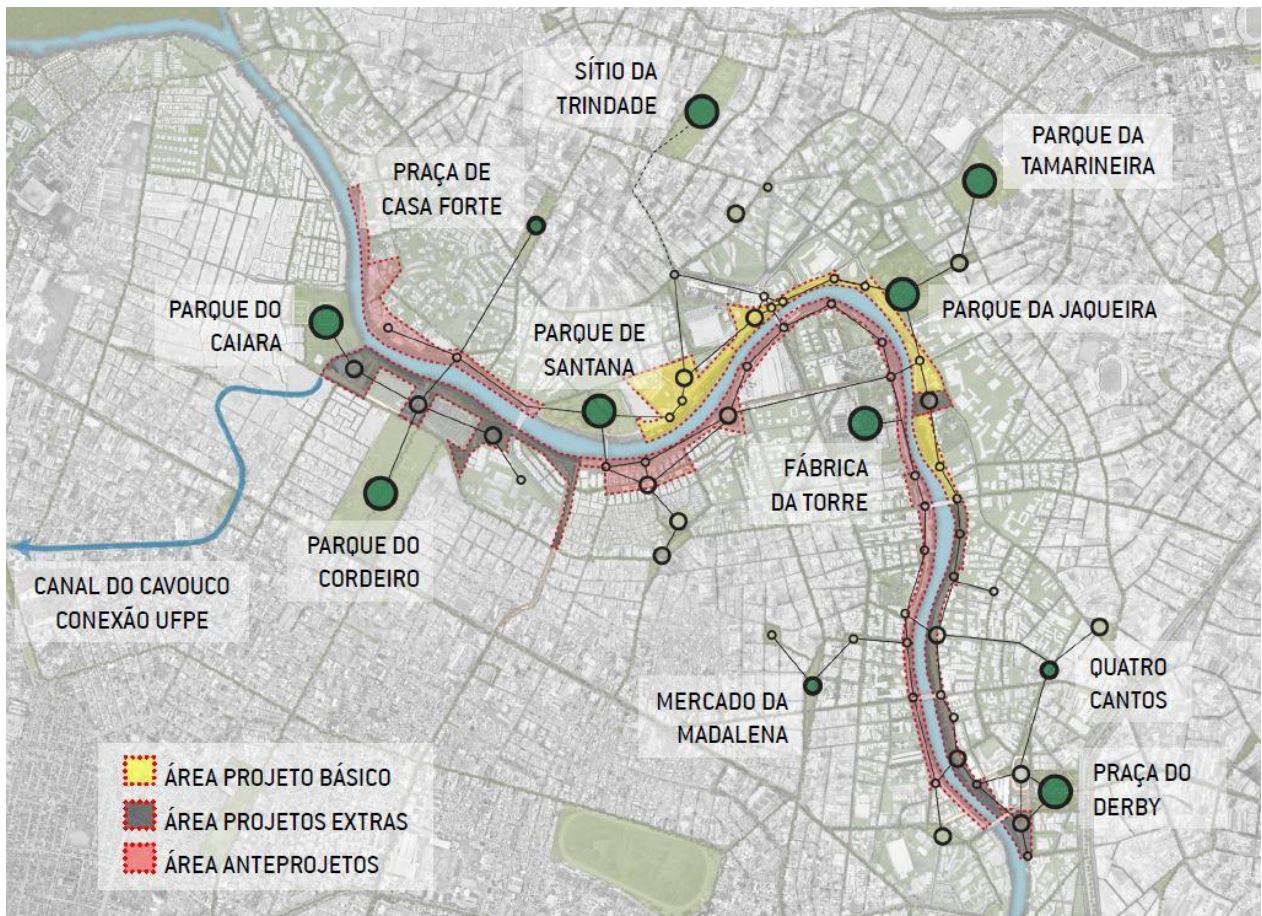 SÍTIO DA
TRINDADE
PARQUE DA
TAMARINEIRA
PRAÇA DE
CASA FORTE
PARQUE DO
CAIARA
PARQUE DE
SANTANA
PARQUE DA JAQUEIRA
FÁBRICA
DA TORRE
PARQUE DO
CORDEIRO
CANAL DO CAVOUCO
CONEXÃO UFPE
MERCADO DA
MADALENA
QUATRO
CANTOS
PRAÇA DO
DERBY
ÁREA PROJETO BÁSICO
ÁREA PROJETOS EXTRAS
ÁREA ANTEPROJETOS